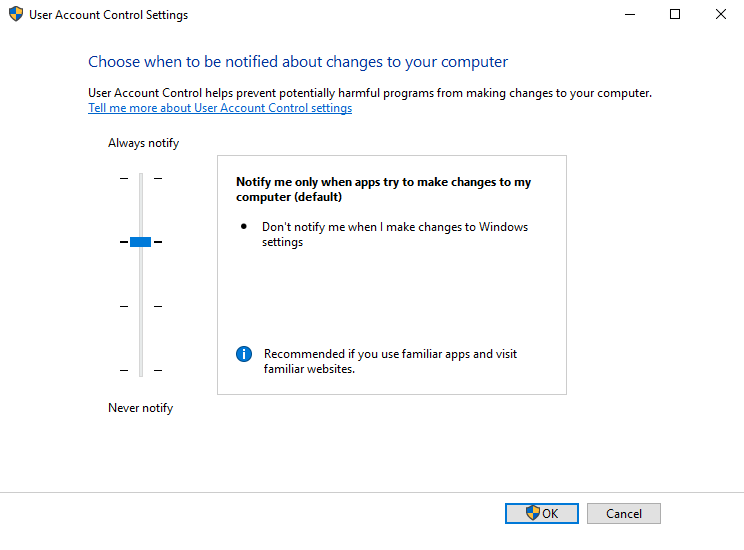 User Account Control Settings
Choose when to be notified about changes to your computer
User Account Control helps prevent potentially harmful programs from making changes to your computer.
Tell me more about User Account Control settings
Always notify
Notify me only when apps try to make changes to my
computer (default)
Don't notify me when I make changes to Windows
settings
Recommended if you use familiar apps and visit
familiar websites.
Never notify
OK
Cancel